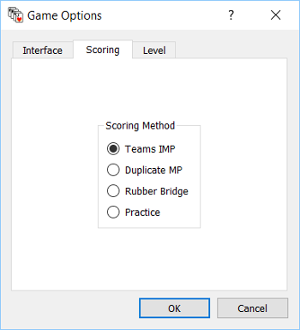 Game Options
Interface Scoring Level
Scoring Method
Teams IMP
Duplicate MP
Rubber Bridge
Practice
OK Cancel